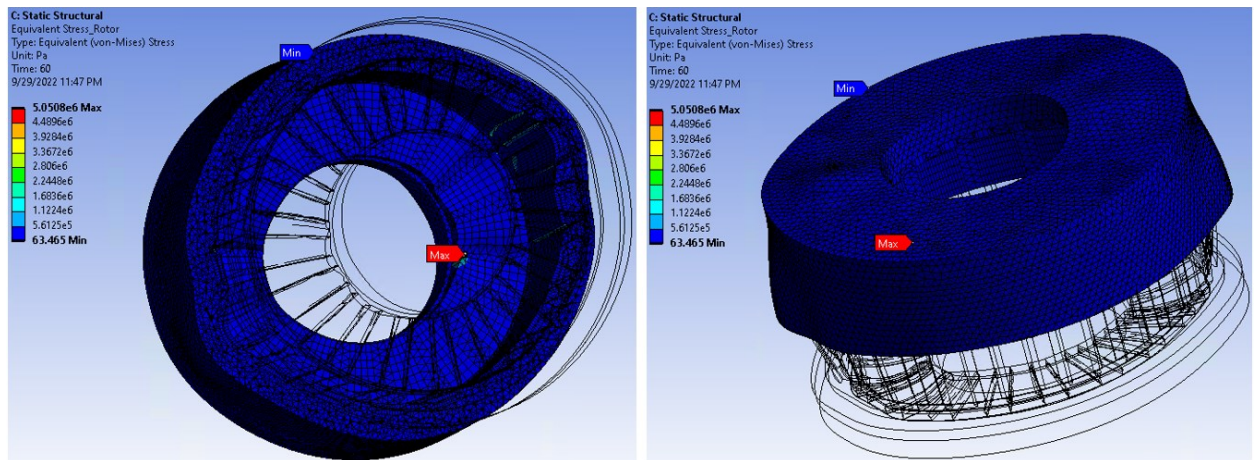 C: Static Structural
Equivalent Stress_Rotor
Type: Equivalent (von-Mises) Stress
Unit: Pa
Time: 60
9/29/2022 11:47 PM
5.0508e6 Max
4.4896e6
3.9284e6
3.3672e6
2.806e6
2.2448e6
1.6836e6
1.1224e6
5.6125e5
63.465 Min
Min
Max
C: Static Structural
Equivalent Stress_Rotor
Type: Equivalent (von-Mises) Stress
Unit: Pa
Time: 60
9/29/2022 11:47 PM
5.0508e6 Max
4.4896e6
3.9284e6
3.3672e6
2.806e6
2.2448e6
1.6836e6
1.1224e6
5.6125e5
63.465 Min
Min
Max